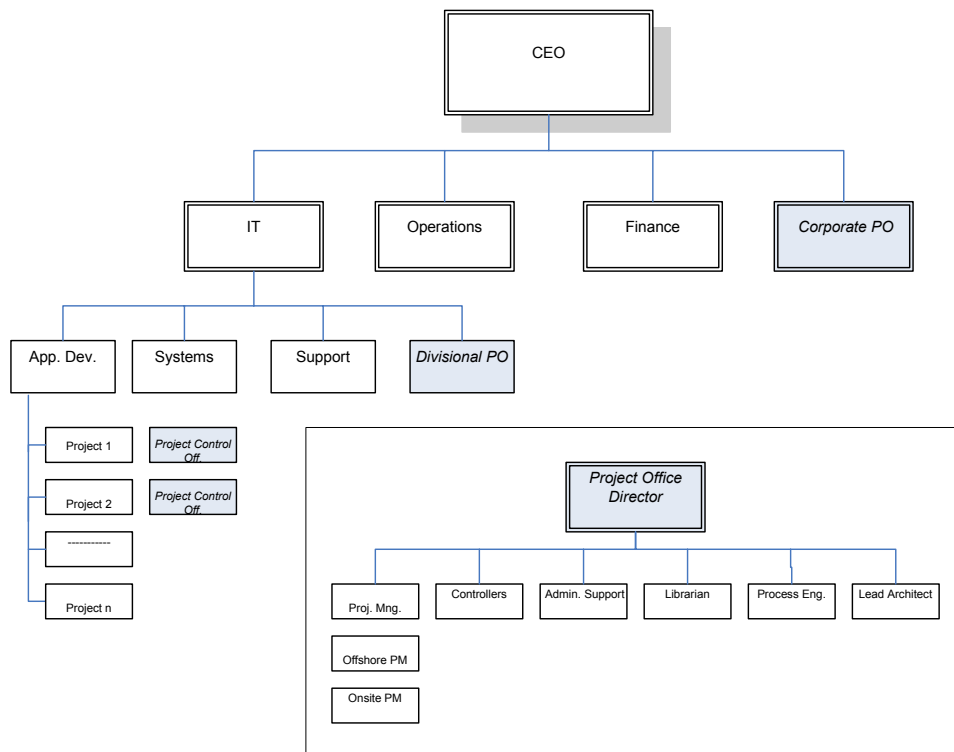 CEO
IT
Operations
Finance
Corporate PO
App. Dev.
Systems
Support
Divisional PO
Project 1
Project Control
Off.
Project 2
Project Control
Off.
-----------
Project n
Project Office
Director
Proj. Mng.
Controllers
Admin. Support
Librarian
Process Eng.
Lead Architect
Offshore PM
Onsite PM